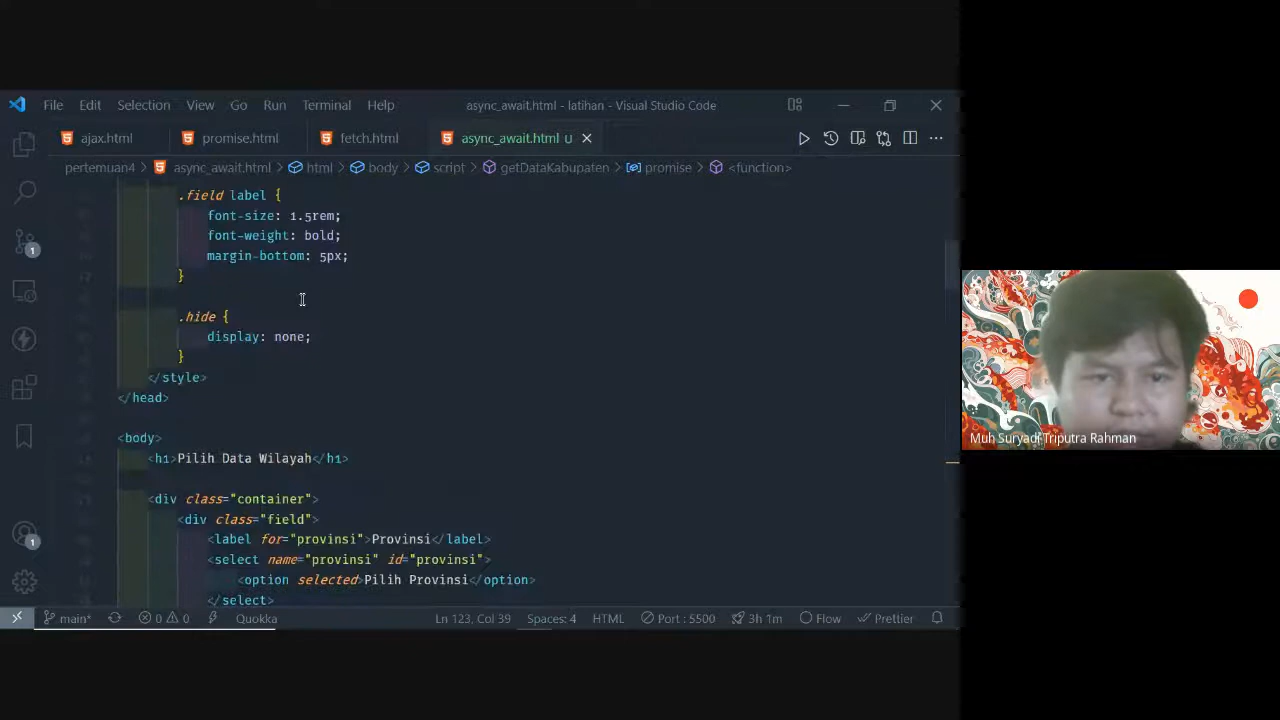 File Edit Selection View Go Run Terminal Help async_await.html - latihan - Visual Studio Code
ajax.html promise.html fetch.html async_await.html U
pertemuan4 > async_await.html > html > body > script > getDataKabupaten > promise > <function>
.field label {
font-size: 1.5rem;
font-weight: bold;
margin-bottom: 5px;
}
.hide {
display: none;
}
</style>
</head>
<body>
<h1>Pilih Data Wilayah</h1>
<div class="container">
<div class="field">
<label for="provinsi">Provinsi</label>
<select name="provinsi" id="provinsi">
<option selected>Pilih Provinsi</option>
</select>
1
1
main* 0 0 Quokka Ln 123, Col 39 Spaces: 4 HTML Port : 5500 3h 1m Flow Prettier
Muh Suryadi Triputra Rahman